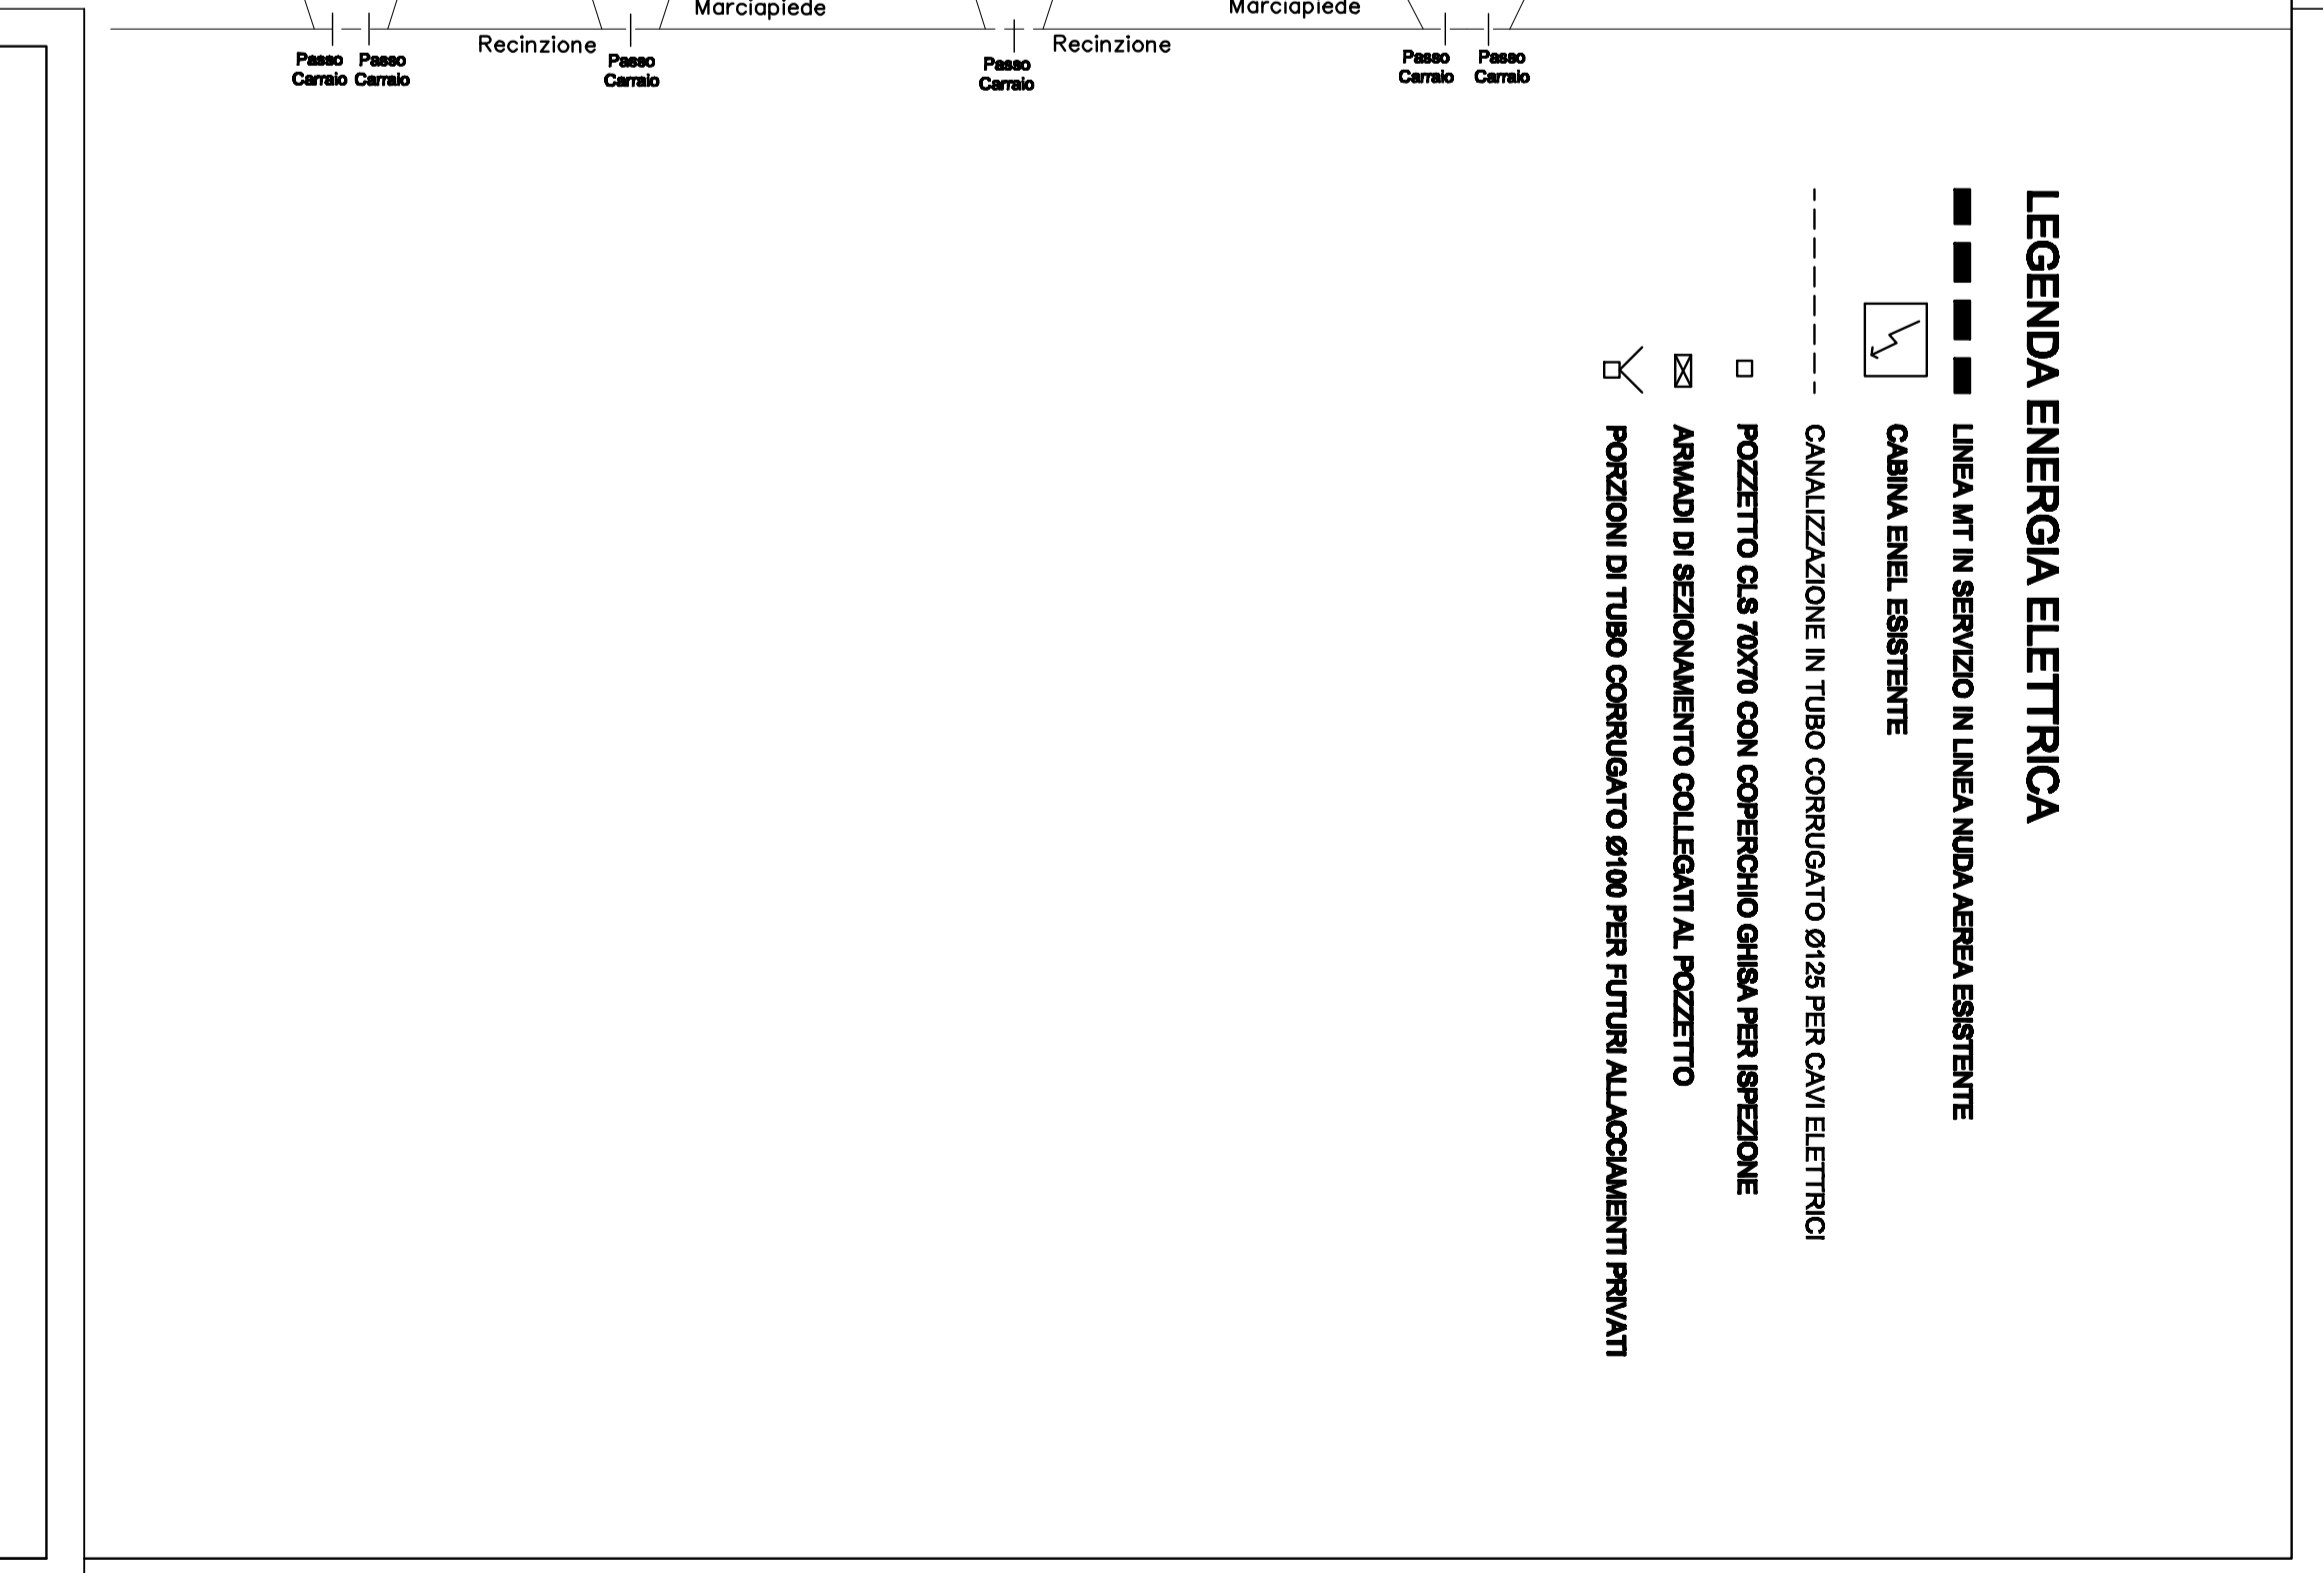 Marciapiede
Marciapiede
Recinzione
Recinzione
Passo
Carraio
Passo
Carraio
Passo
Carraio
Passo
Carraio
Passo
Carraio
Passo
Carraio
LEGENDA ENERGIA ELETTRICA
LINEA MT IN SERVIZIO IN LINEA NUDA AEREA ESISTENTE
CABINA ENEL ESISTENTE
CANALIZZAZIONE IN TUBO CORRUGATO Ø125 PER CAVI ELETTRICI
POZZETTO CLS 70X70 CON COPERCHIO GHISA PER ISPEZIONE
ARMADI DI SEZIONAMENTO COLLEGATI AL POZZETTO
PORZIONI DI TUBO CORRUGATO Ø100 PER FUTURI ALLACCIAMENTI PRIVATI